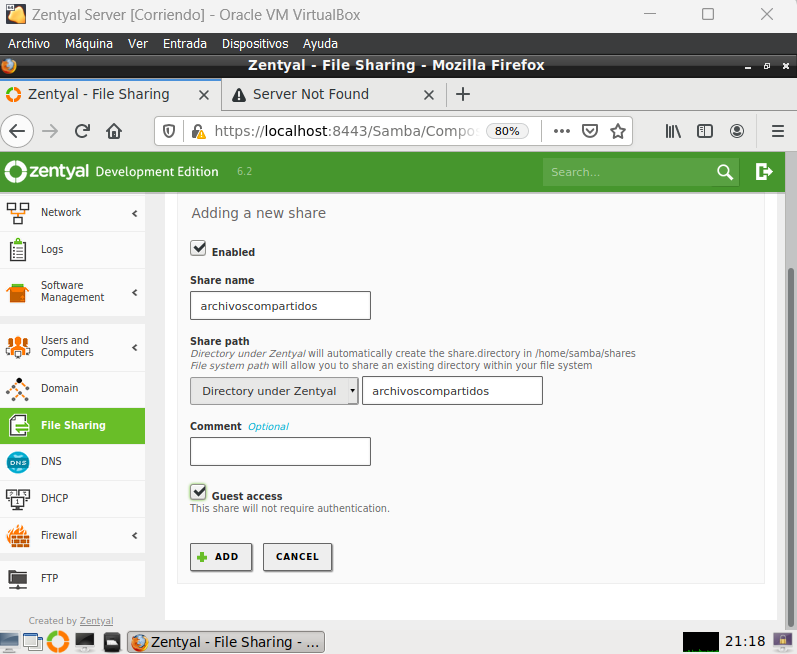 Zentyal Server [Corriendo] - Oracle VM VirtualBox
Archivo Máquina Ver Entrada Dispositivos Ayuda
Zentyal - File Sharing - Mozilla Firefox
Zentyal - File Sharing
Server Not Found
https://localhost:8443/Samba/Compo
80%
zentyal Development Edition 6.2
Search...
Network
Logs
Software
Management
Users and
Computers
Domain
File Sharing
DNS
DNS
DHCP
Firewall
FTP
Created by Zentyal
Adding a new share
Enabled
Share name
archivoscompartidos
Share path
Directory under Zentyal will automatically create the share.directory in /home/samba/shares
File system path will allow you to share an existing directory within your file system
Directory under Zentyal
archivoscompartidos
Comment Optional
Guest access
This share will not require authentication.
ADD
CANCEL
Zentyal - File Sharing - ...
21:18